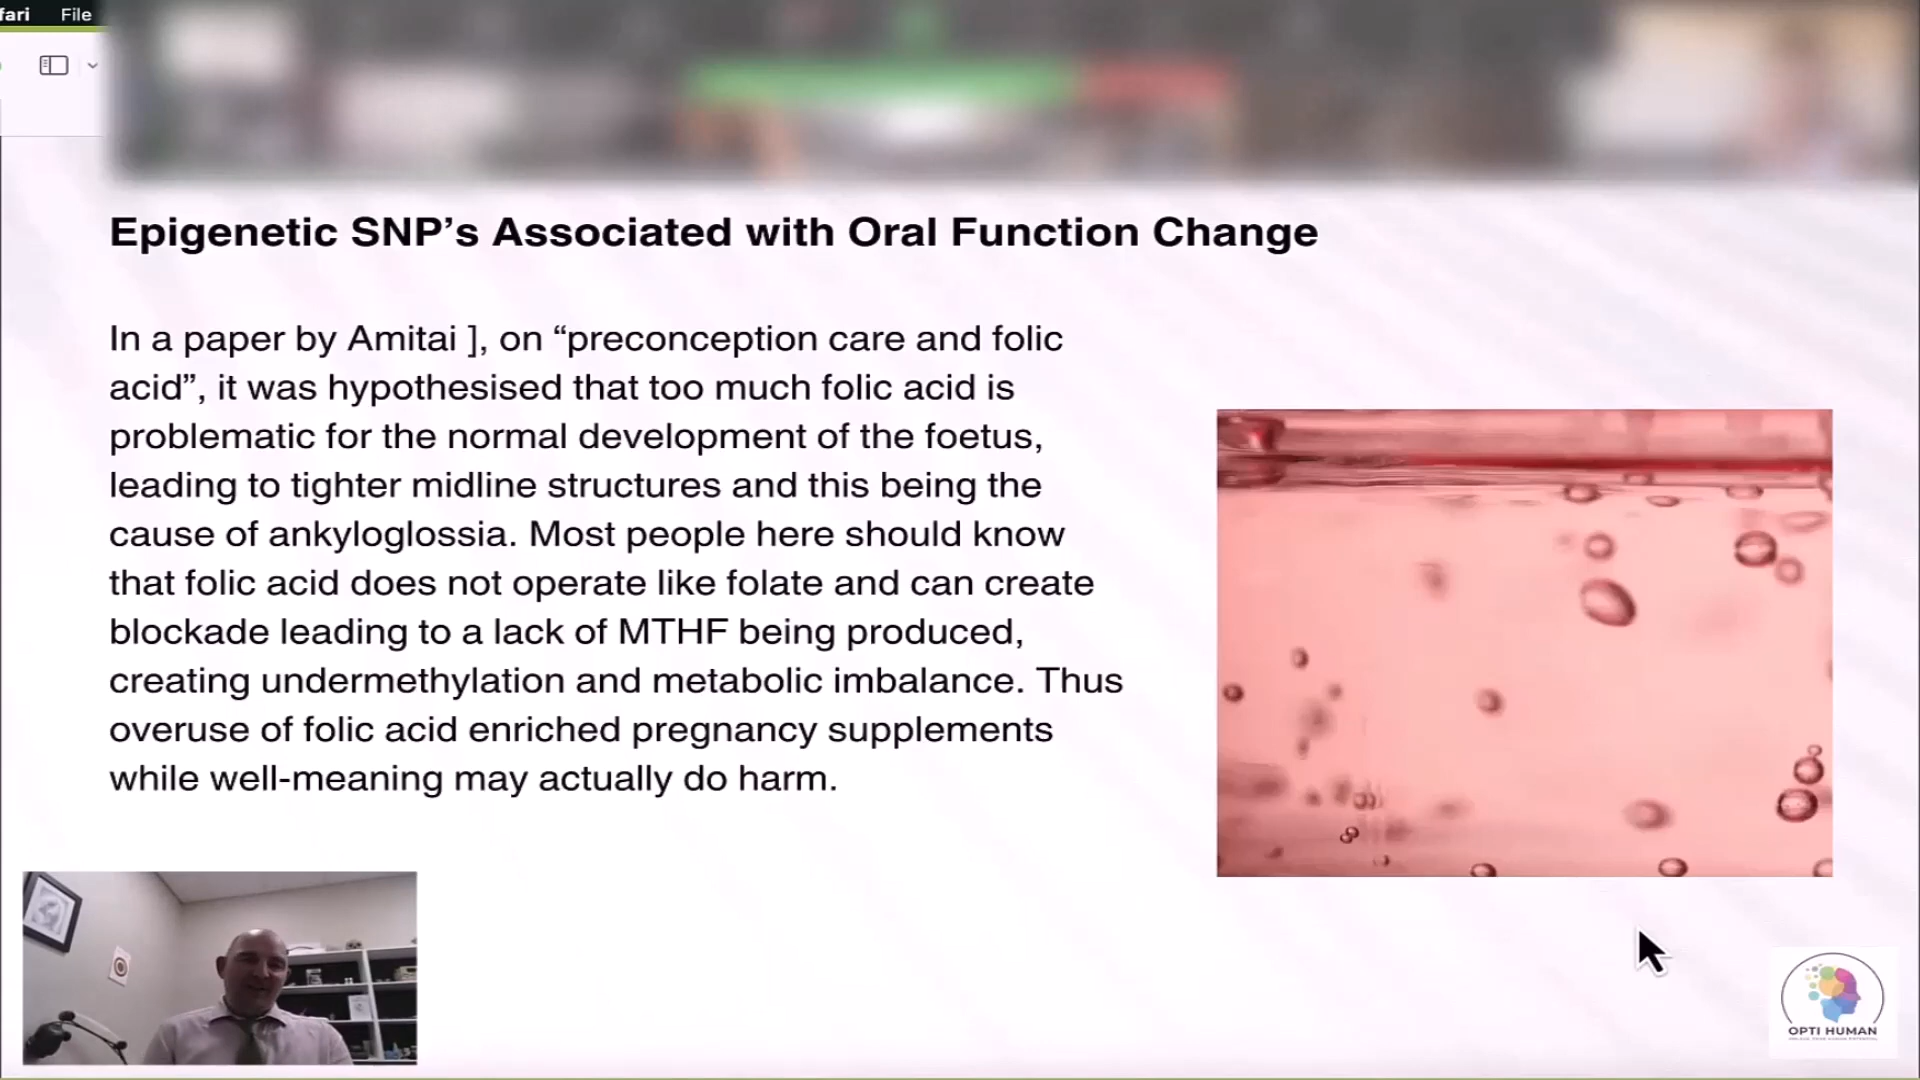 fari File
Epigenetic SNP’s Associated with Oral Function Change
In a paper by Amitai ], on “preconception care and folic
acid”, it was hypothesised that too much folic acid is
problematic for the normal development of the foetus,
leading to tighter midline structures and this being the
cause of ankyloglossia. Most people here should know
that folic acid does not operate like folate and can create
blockade leading to a lack of MTHF being produced,
creating undermethylation and metabolic imbalance. Thus
overuse of folic acid enriched pregnancy supplements
while well-meaning may actually do harm.
OPTI HUMAN